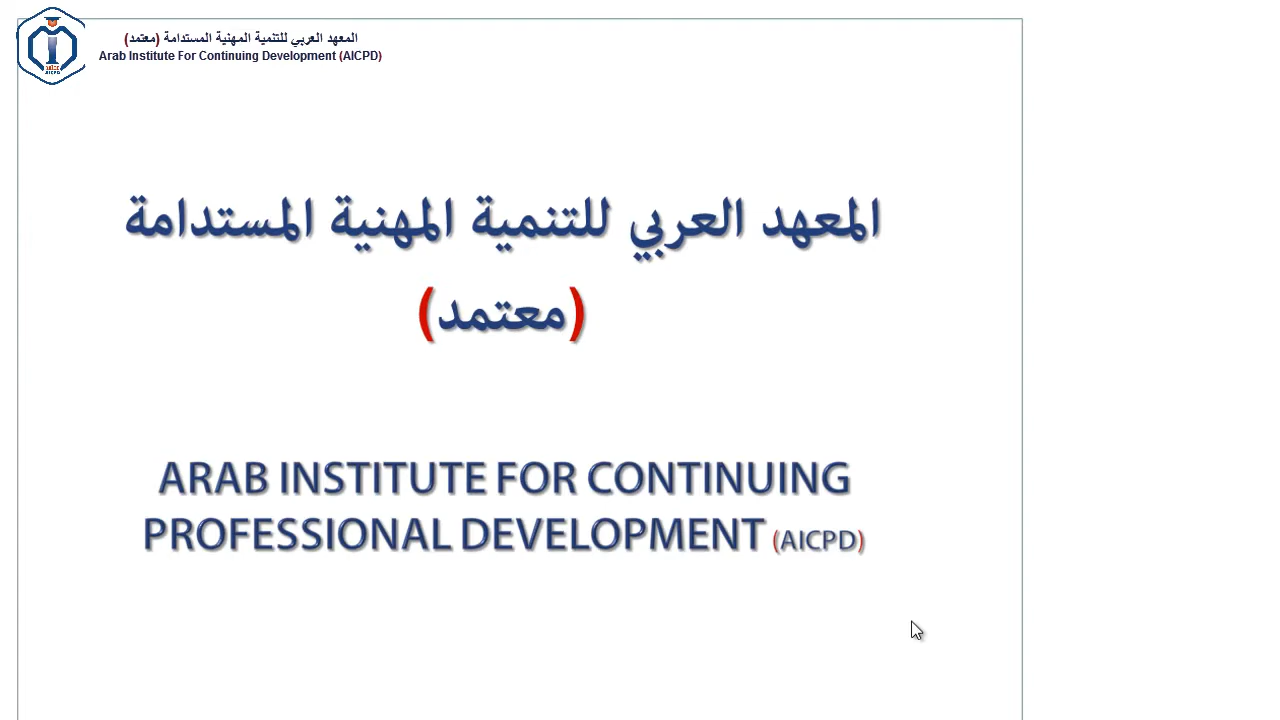 المعهد العربي للتنمية المهنية المستدامة (معتمد)
Arab Institute For Continuing Development (AICPD)
المعهد العربي للتنمية المهنية المستدامة
(معتمد)
ARAB INSTITUTE FOR CONTINUING
PROFESSIONAL DEVELOPMENT (AICPD)
AICPD